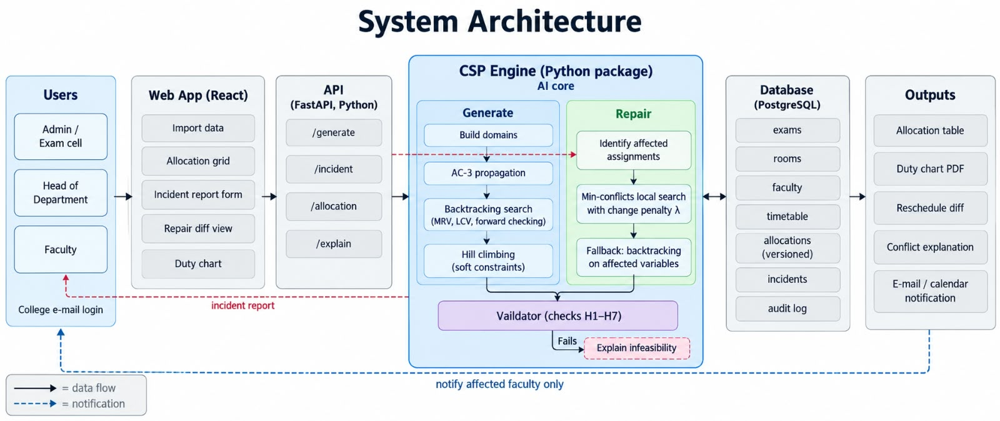 System Architecture
Users
Admin /
Exam cell
Head of
Department
Faculty
College e-mail login
Web App (React)
Import data
Allocation grid
Incident report form
Repair diff view
Duty chart
API
(FastAPI, Python)
/generate
/incident
/allocation
/explain
incident report
CSP Engine (Python package)
AI core
Generate
Build domains
AC-3 propagation
Backtracking search
(MRV, LCV, forward checking)
Hill climbing
(soft constraints)
Repair
Identify affected
assignments
Min-conflicts local search
with change penalty λ
Fallback: backtracking
on affected variables
Vaildator (checks H1–H7)
Fails
Explain infeasibility
Database
(PostgreSQL)
exams
rooms
faculty
timetable
allocations
(versioned)
incidents
audit log
Outputs
Allocation table
Duty chart PDF
Reschedule diff
Conflict explanation
E-mail / calendar
notification
notify affected faculty only
= data flow
= notification